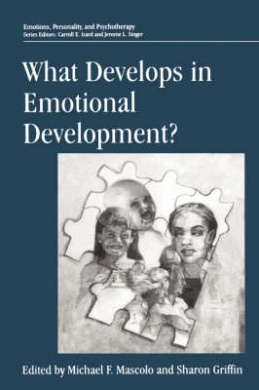 Emotions, Personality, and Psychotherapy
Series Editors: Carroll E. Izard and Jerome L. Singer
What Develops in
Emotional
Development?
Edited by Michael F. Mascolo and Sharon Griffin